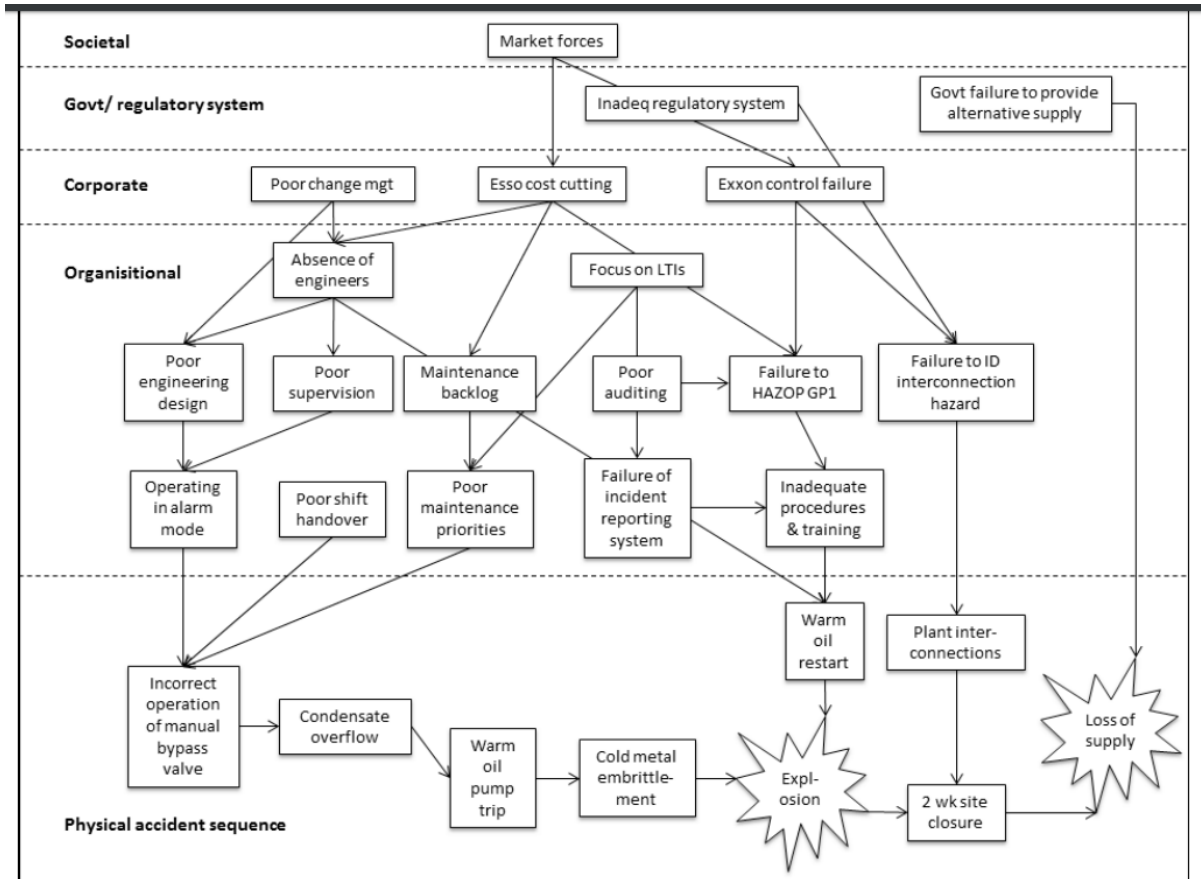 Societal
Market forces
Govt/ regulatory system
Inadeq regulatory system
Govt failure to provide
alternative supply
Corporate
Poor change mgt
Esso cost cutting
Exxon control failure
Organisitional
Absence of
engineers
Focus on LTIs
Poor
engineering
design
Poor
supervision
Maintenance
backlog
Poor
auditing
Failure to
HAZOP GP1
Failure to ID
interconnection
hazard
Operating
in alarm
mode
Poor shift
handover
Poor
maintenance
priorities
Failure of
incident
reporting
system
Inadequate
procedures
& training
Warm
oil
restart
Plant inter-
connections
Incorrect
operation
of manual
bypass
valve
Condensate
overflow
Warm
oil
pump
trip
Cold metal
embrittle-
ment
Expl-
osion
2 wk site
closure
Loss of
supply
Physical accident sequence